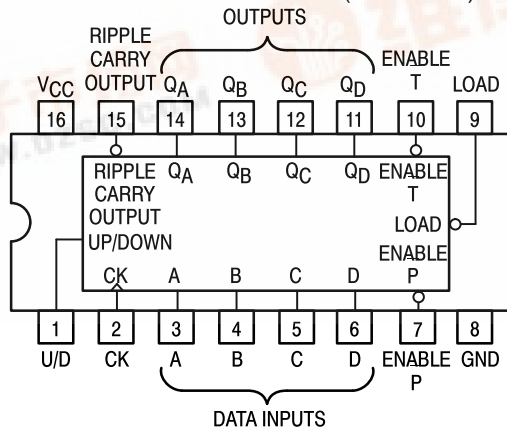 OUTPUTS
RIPPLE CARRY OUTPUT
ENABLE T
VCC QA QB QC QD LOAD
16 15 14 13 12 11 10 9
RIPPLE CARRY OUTPUT
QA QB QC QD ENABLE T
LOAD
UP/DOWN
ENABLE P
CK A B C D
1 2 3 4 5 6 7 8
U/D CK A B C D ENABLE P GND
DATA INPUTS